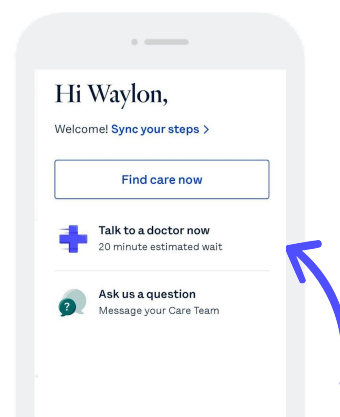 Hi Waylon,
Welcome! Sync your steps >
Find care now
Talk to a doctor now
20 minute estimated wait
?
Ask us a question
Message your Care Team